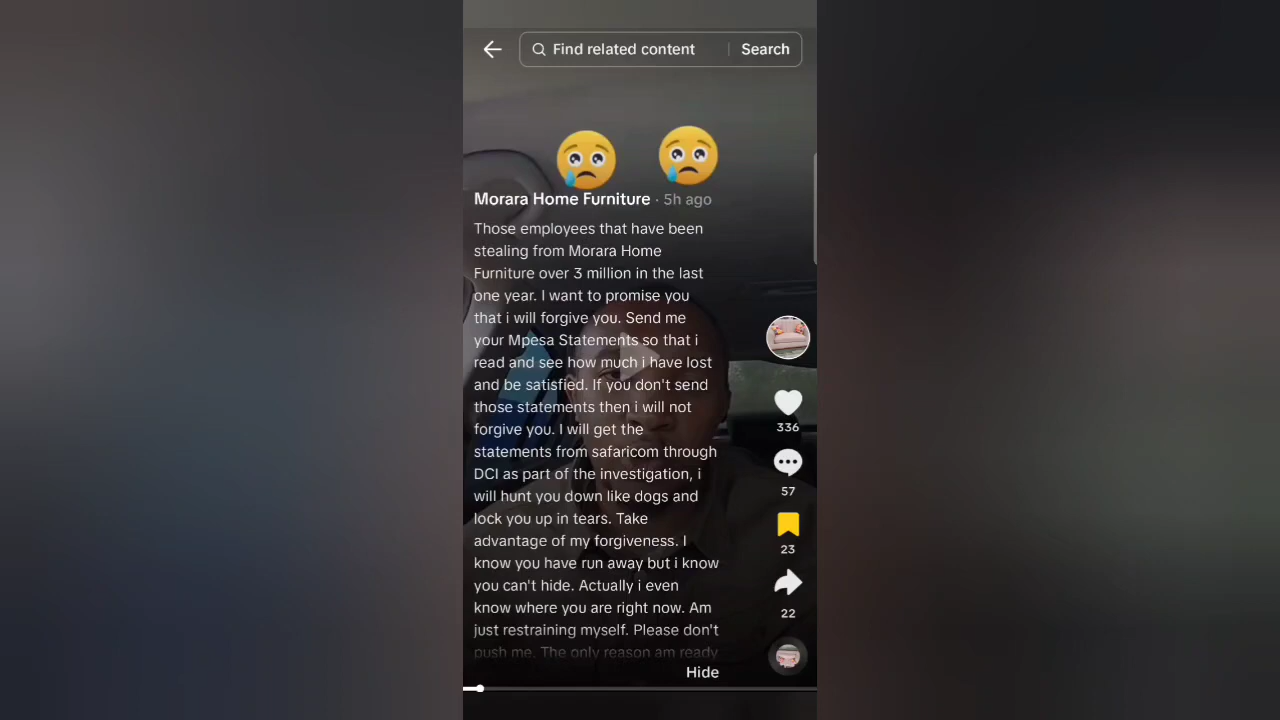 Find related content
Search
Morara Home Furniture · 5h ago
Those employees that have been
stealing from Morara Home
Furniture over 3 million in the last
one year. I want to promise you
that i will forgive you. Send me
your Mpesa Statements so that i
read and see how much i have lost
and be satisfied. If you don't send
those statements then i will not
forgive you. I will get the
statements from safaricom through
DCI as part of the investigation, i
will hunt you down like dogs and
lock you up in tears. Take
advantage of my forgiveness. I
know you have run away but i know
you can't hide. Actually i even
know where you are right now. Am
just restraining myself. Please don't
push me. The only reason am ready
Hide
336
57
23
22